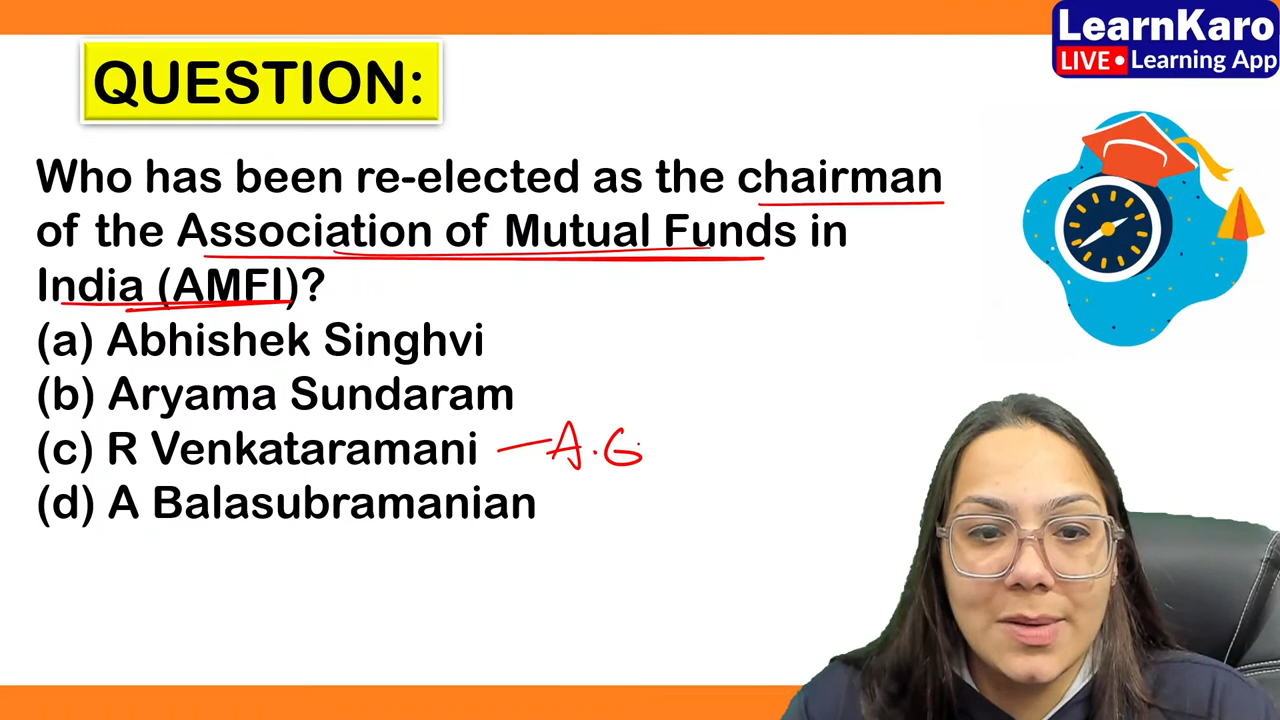 LearnKaro
LIVE • Learning App
QUESTION:
Who has been re-elected as the chairman
of the Association of Mutual Funds in
India (AMFI)?
(a) Abhishek Singhvi
(b) Aryama Sundaram
(c) R Venkataramani — A.G.
(d) A Balasubramanian